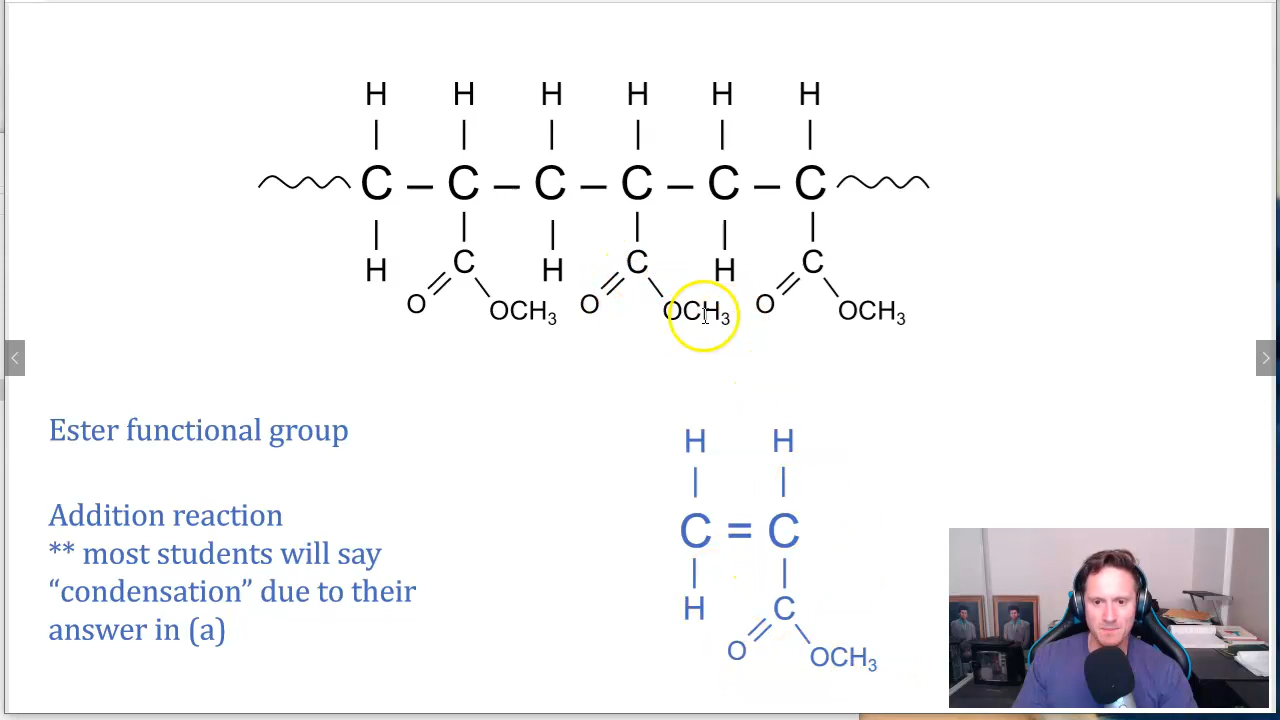 H H H H H H
C – C – C – C – C – C
H C H C H C
O OCH₃ O OCH₃ O OCH₃
Ester functional group
Addition reaction
** most students will say
“condensation” due to their
answer in (a)
H H
C = C
H C
O OCH₃